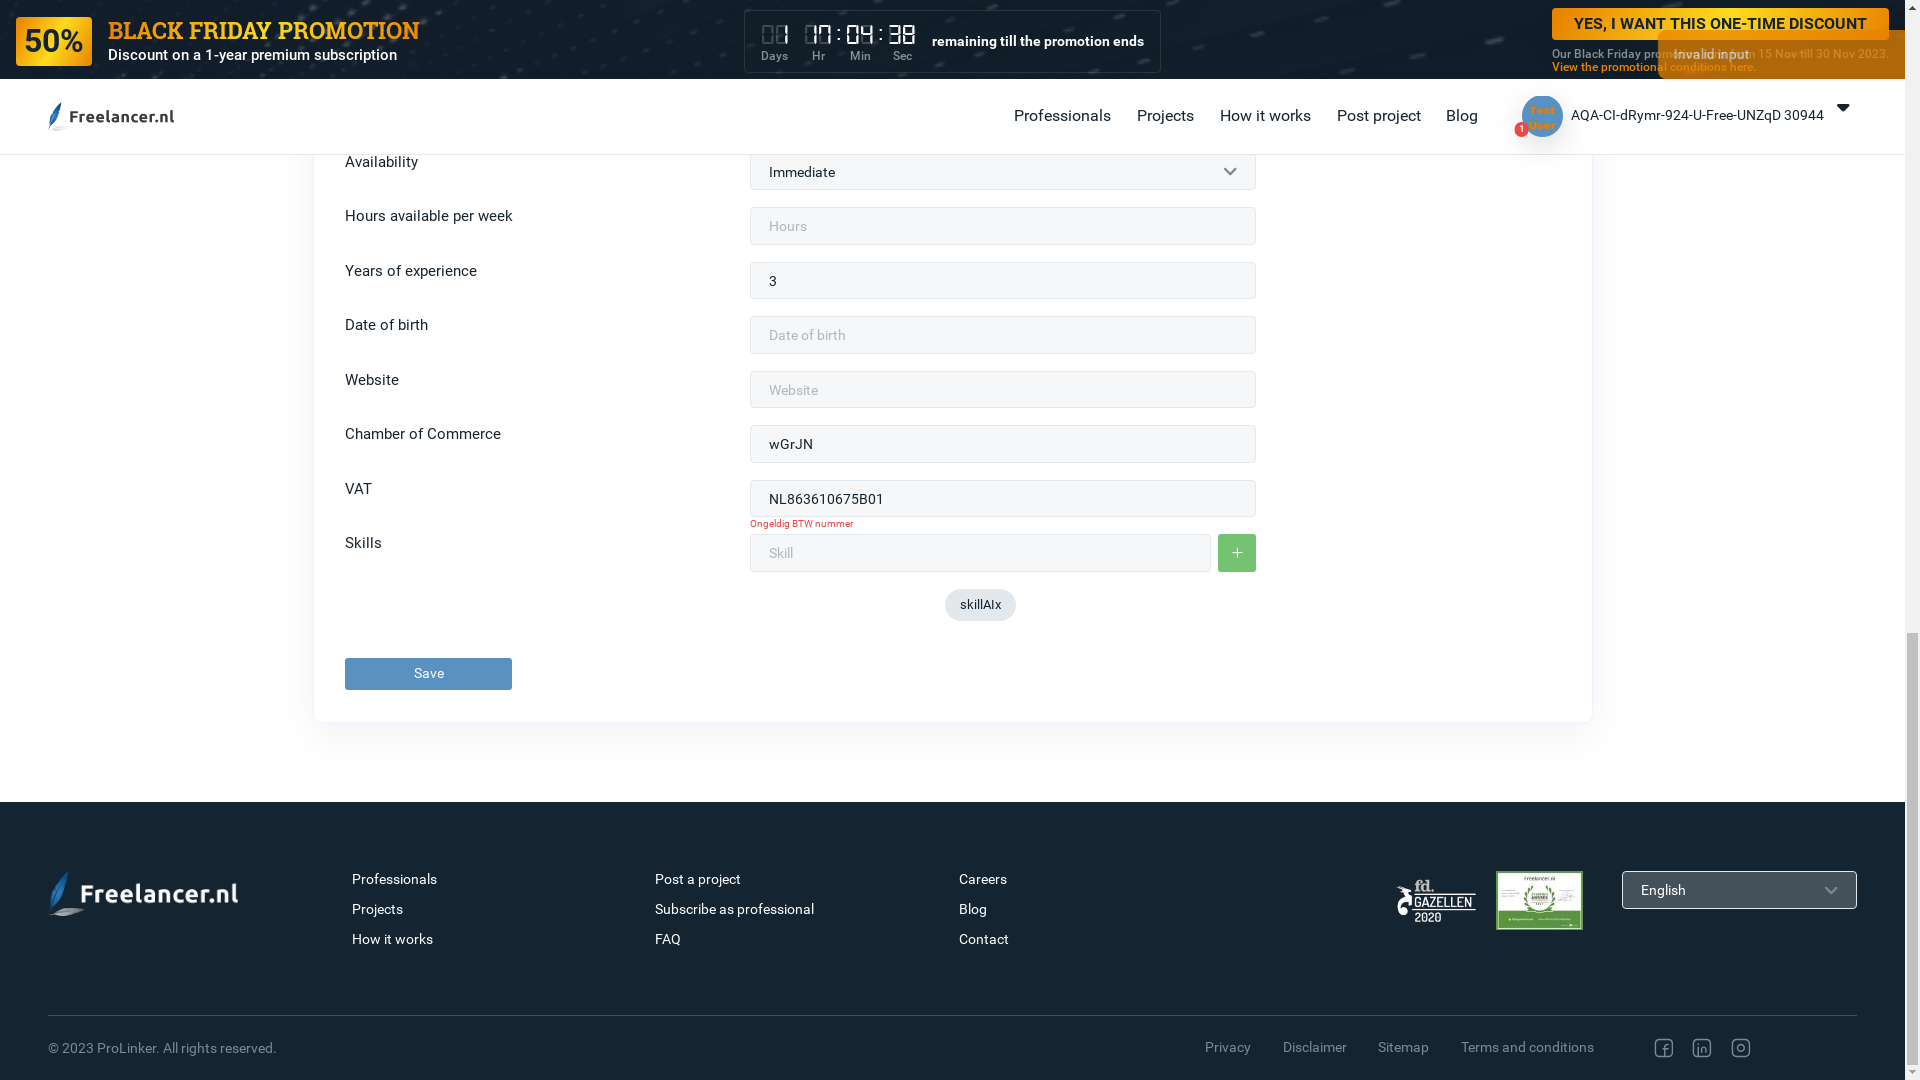 50%
BLACK FRIDAY PROMOTION
Discount on a 1-year premium subscription
1 17 : 04 : 38
Days Hr Min Sec
remaining till the promotion ends
YES, I WANT THIS ONE-TIME DISCOUNT
Our Black Friday promotion runs from 15 Nov till 30 Nov 2023.
View the promotional conditions here.
Invalid input
Freelancer.nl
Professionals
Projects
How it works
Post project
Blog
Test
User
1
AQA-CI-dRymr-924-U-Free-UNZqD 30944
Availability
Immediate
Hours available per week
Hours
Years of experience
3
Date of birth
Date of birth
Website
Website
Chamber of Commerce
wGrJN
VAT
NL863610675B01
Ongeldig BTW nummer
Skills
Skill
+
skillAIx
Save
Freelancer.nl
Professionals
Projects
How it works
Post a project
Subscribe as professional
FAQ
Careers
Blog
Contact
fd.
GAZELLEN
2020
Freelancer.nl
English
© 2023 ProLinker. All rights reserved.
Privacy
Disclaimer
Sitemap
Terms and conditions